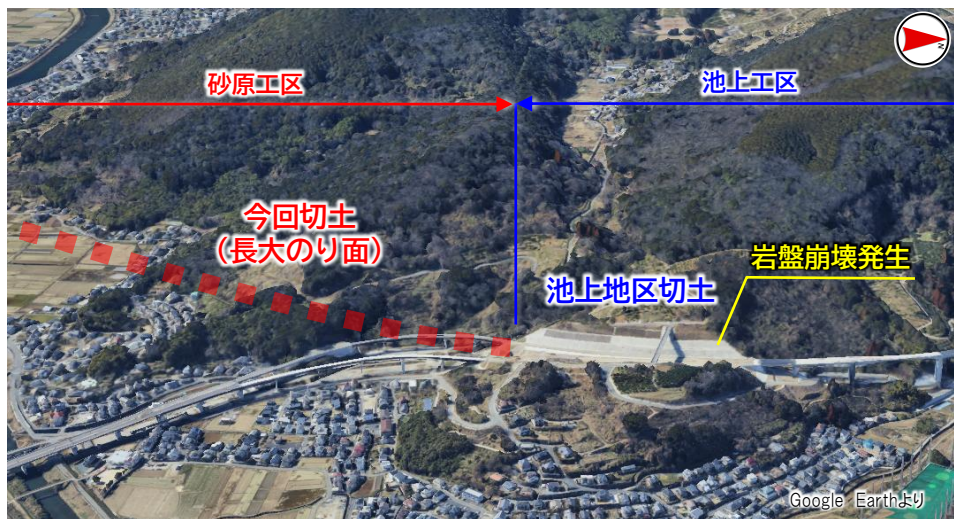 砂原工区
池上工区
今回切土
(長大のり面)
池上地区切土
岩盤崩壊発生
N
Google Earthより